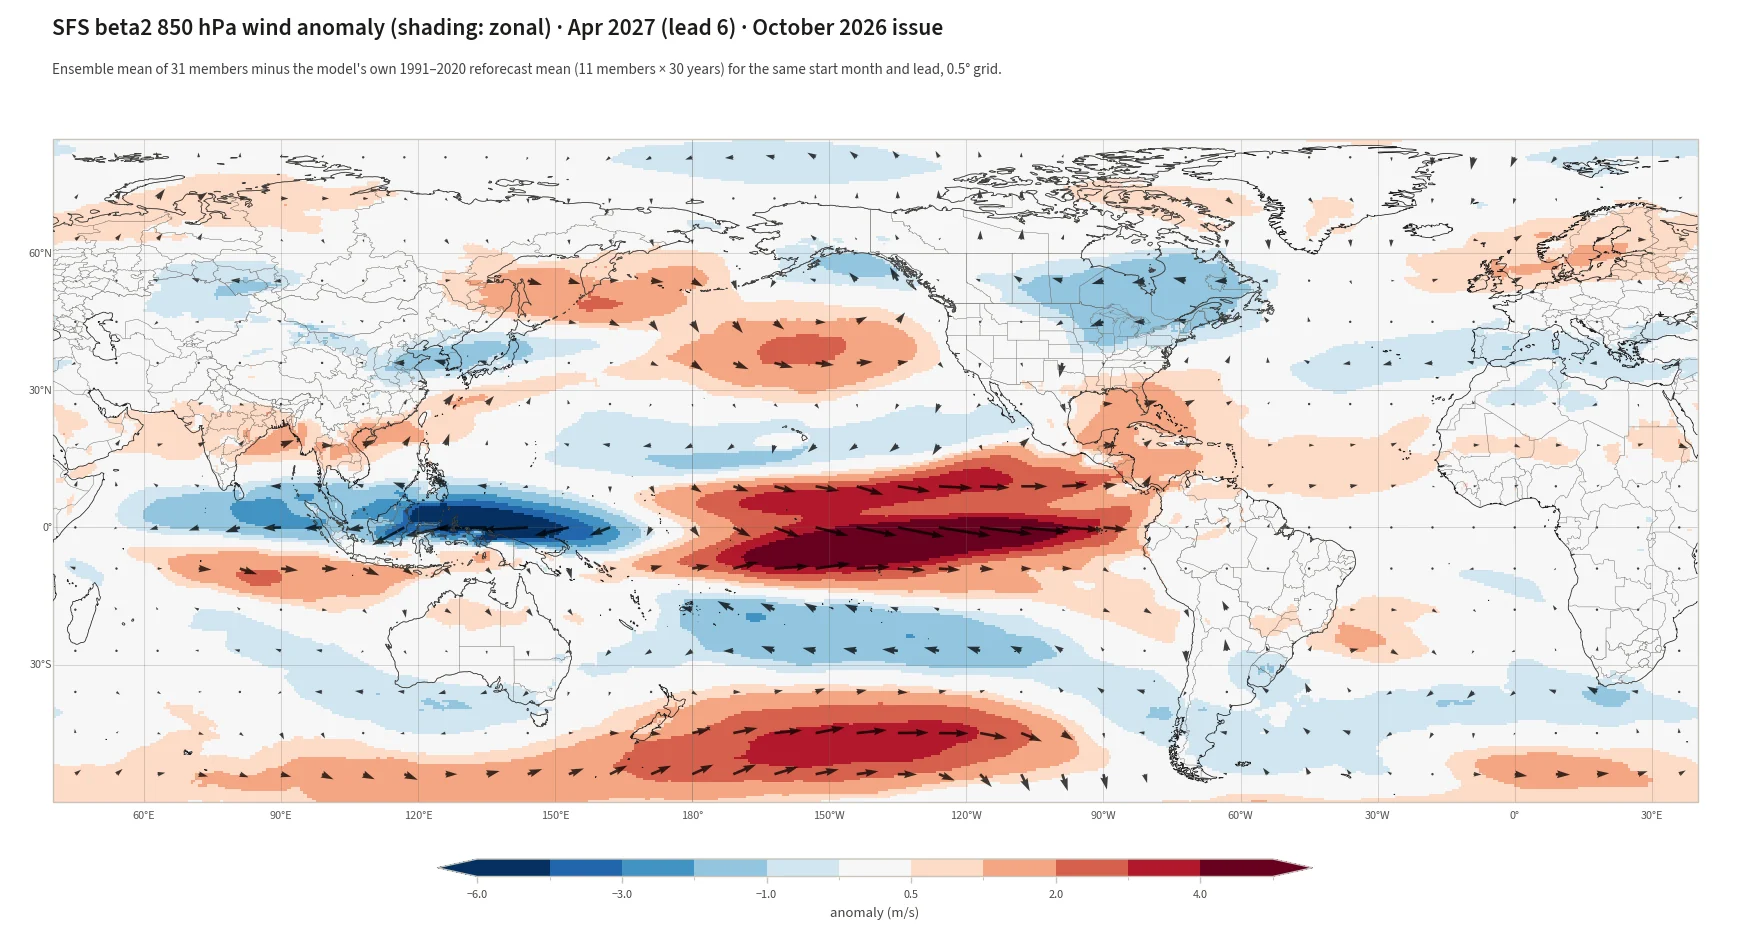 SFS beta2 850 hPa wind anomaly (shading: zonal) · Apr 2027 (lead 6) · October 2026 issue
Ensemble mean of 31 members minus the model's own 1991–2020 reforecast mean (11 members × 30 years) for the same start month and lead, 0.5° grid.
60°N
30°N
0°
30°S
60°E 90°E 120°E 150°E 180° 150°W 120°W 90°W 60°W 30°W 0° 30°E
−6.0 −3.0 −1.0 0.5 2.0 4.0
anomaly (m/s)